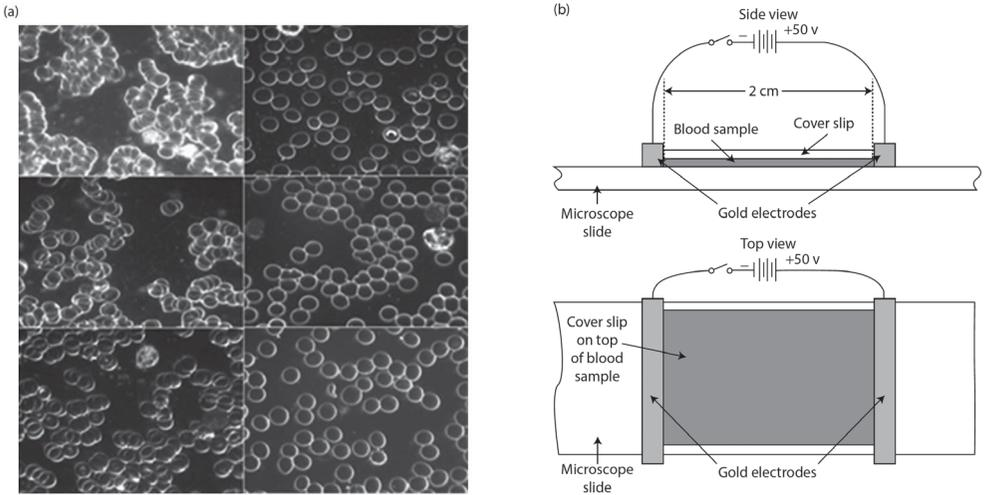 (a)
(b)
Side view
− +50 v
2 cm
Blood sample
Cover slip
Microscope
slide
Gold electrodes
Top view
− +50 v
Cover slip
on top
of blood
sample
Microscope
slide
Gold electrodes